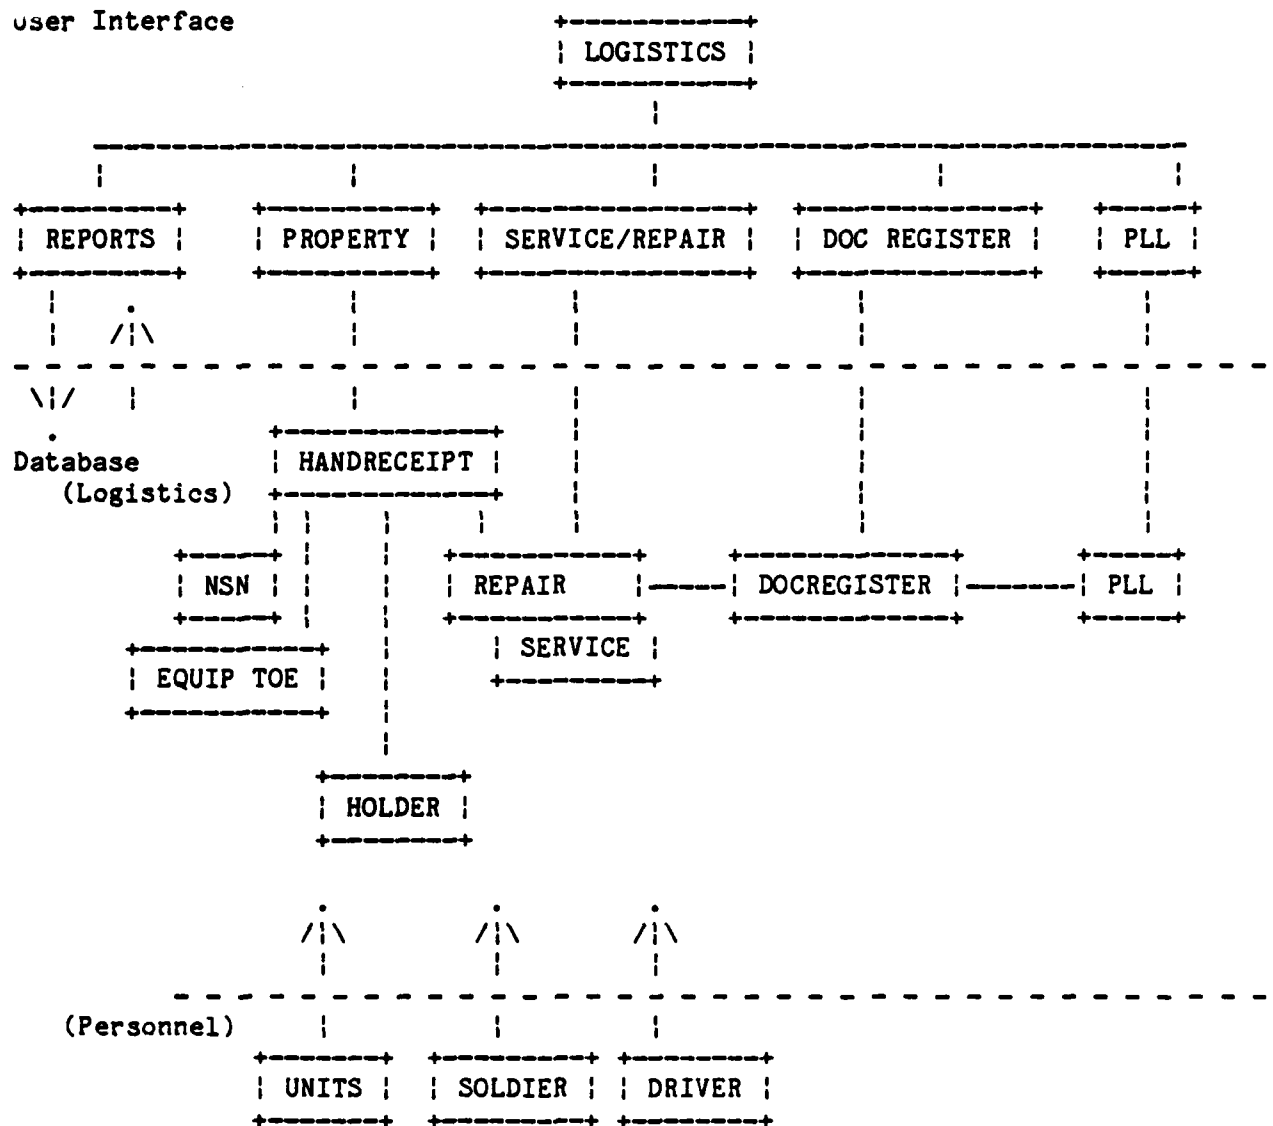 User Interface
LOGISTICS
REPORTS PROPERTY SERVICE/REPAIR DOC REGISTER PLL
Database HANDRECEIPT
(Logistics)
NSN REPAIR DOCREGISTER PLL
SERVICE
EQUIP TOE
HOLDER
(Personnel)
UNITS SOLDIER DRIVER